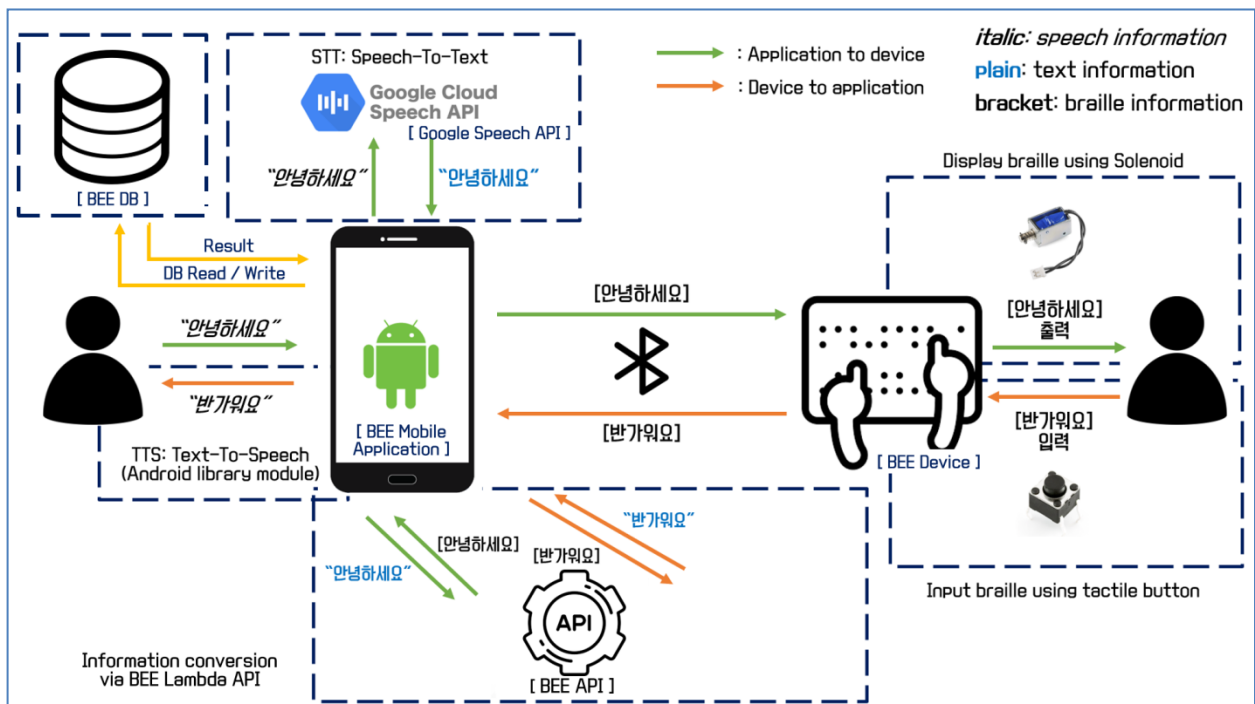 STT: Speech-To-Text
Google Cloud
Speech API
[ Google Speech API ]
: Application to device
: Device to application
italic: speech information
plain: text information
bracket: braille information
[ BEE DB ]
“안녕하세요”
“안녕하세요”
Display braille using Solenoid
Result
DB Read / Write
“안녕하세요”
“반가워요”
[안녕하세요]
[반가워요]
[안녕하세요]
출력
[반가워요]
입력
[ BEE Mobile
Application ]
[ BEE Device ]
TTS: Text-To-Speech
(Android library module)
“안녕하세요”
[안녕하세요]
[반가워요]
“반가워요”
API
[ BEE API ]
Input braille using tactile button
Information conversion
via BEE Lambda API